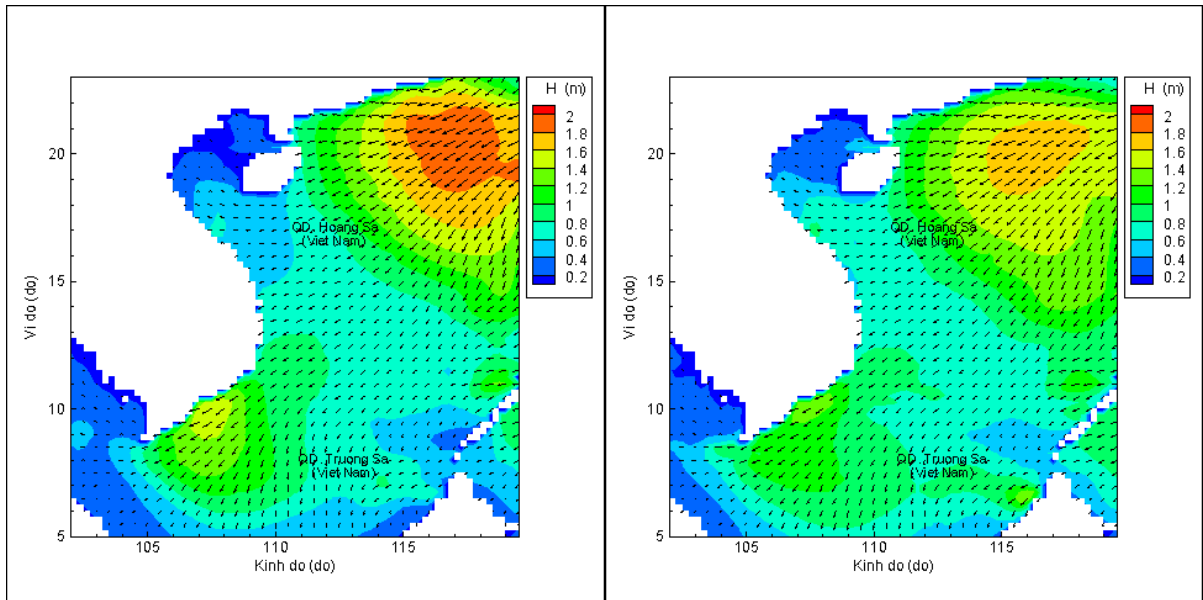 H (m)
2
1.8
1.6
1.4
1.2
1
0.8
0.6
0.4
0.2
20
15
10
5
Vi do (do)
QD. Hoang Sa
(Viet Nam)
QD. Truong Sa
(Viet Nam)
105
110
115
Kinh do (do)
H (m)
2
1.8
1.6
1.4
1.2
1
0.8
0.6
0.4
0.2
20
15
10
5
Vi do (do)
QD. Hoang Sa
(Viet Nam)
QD. Truong Sa
(Viet Nam)
105
110
115
Kinh do (do)